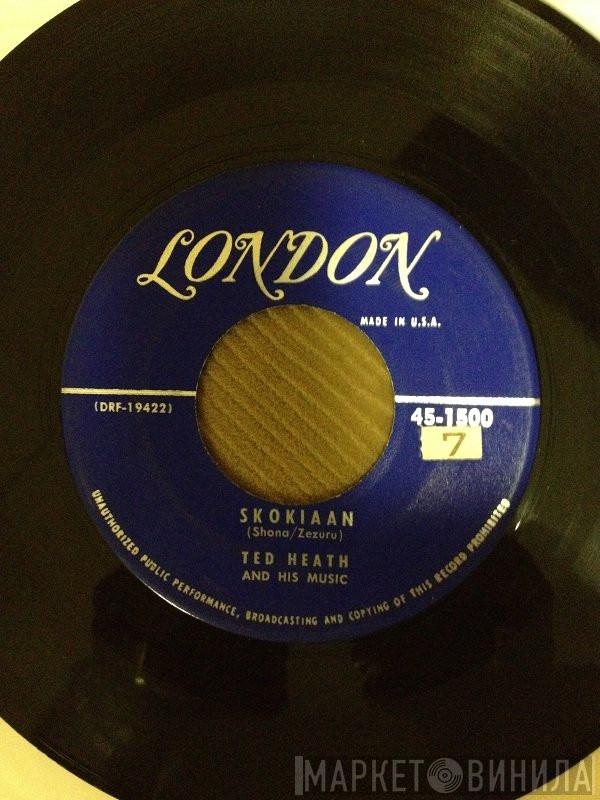 LONDON
MADE IN U.S.A.
(DRF-19422)
45-1500
7
SKOKIAAN
(Shona/Zezuru)
TED HEATH
AND HIS MUSIC
UNAUTHORIZED PUBLIC PERFORMANCE, BROADCASTING AND COPYING OF THIS RECORD PROHIBITED
МАРКЕТ ВИНИЛА